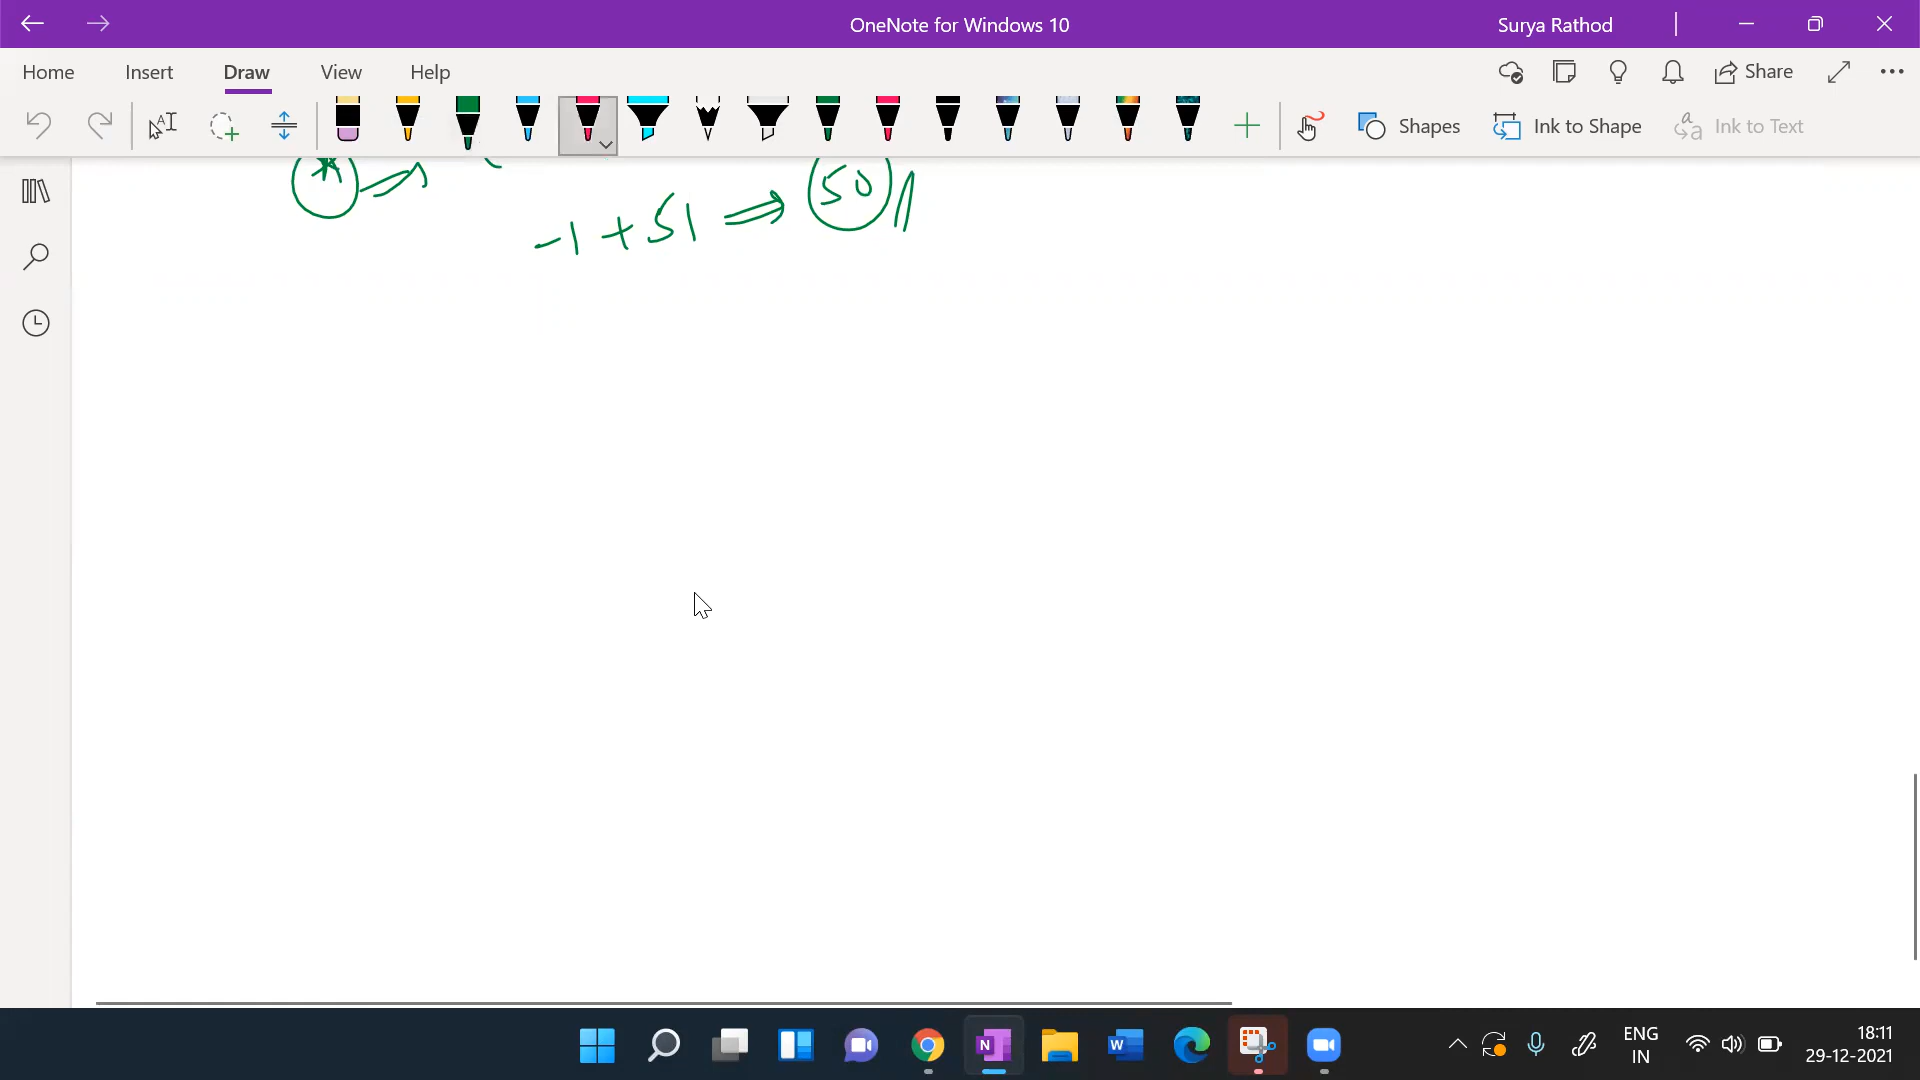 OneNote for Windows 10
Surya Rathod
Home Insert Draw View Help
Share
Shapes Ink to Shape Ink to Text
* ⇒
-1 + 51 ⇒ 50
ENG
IN
18:11
29-12-2021